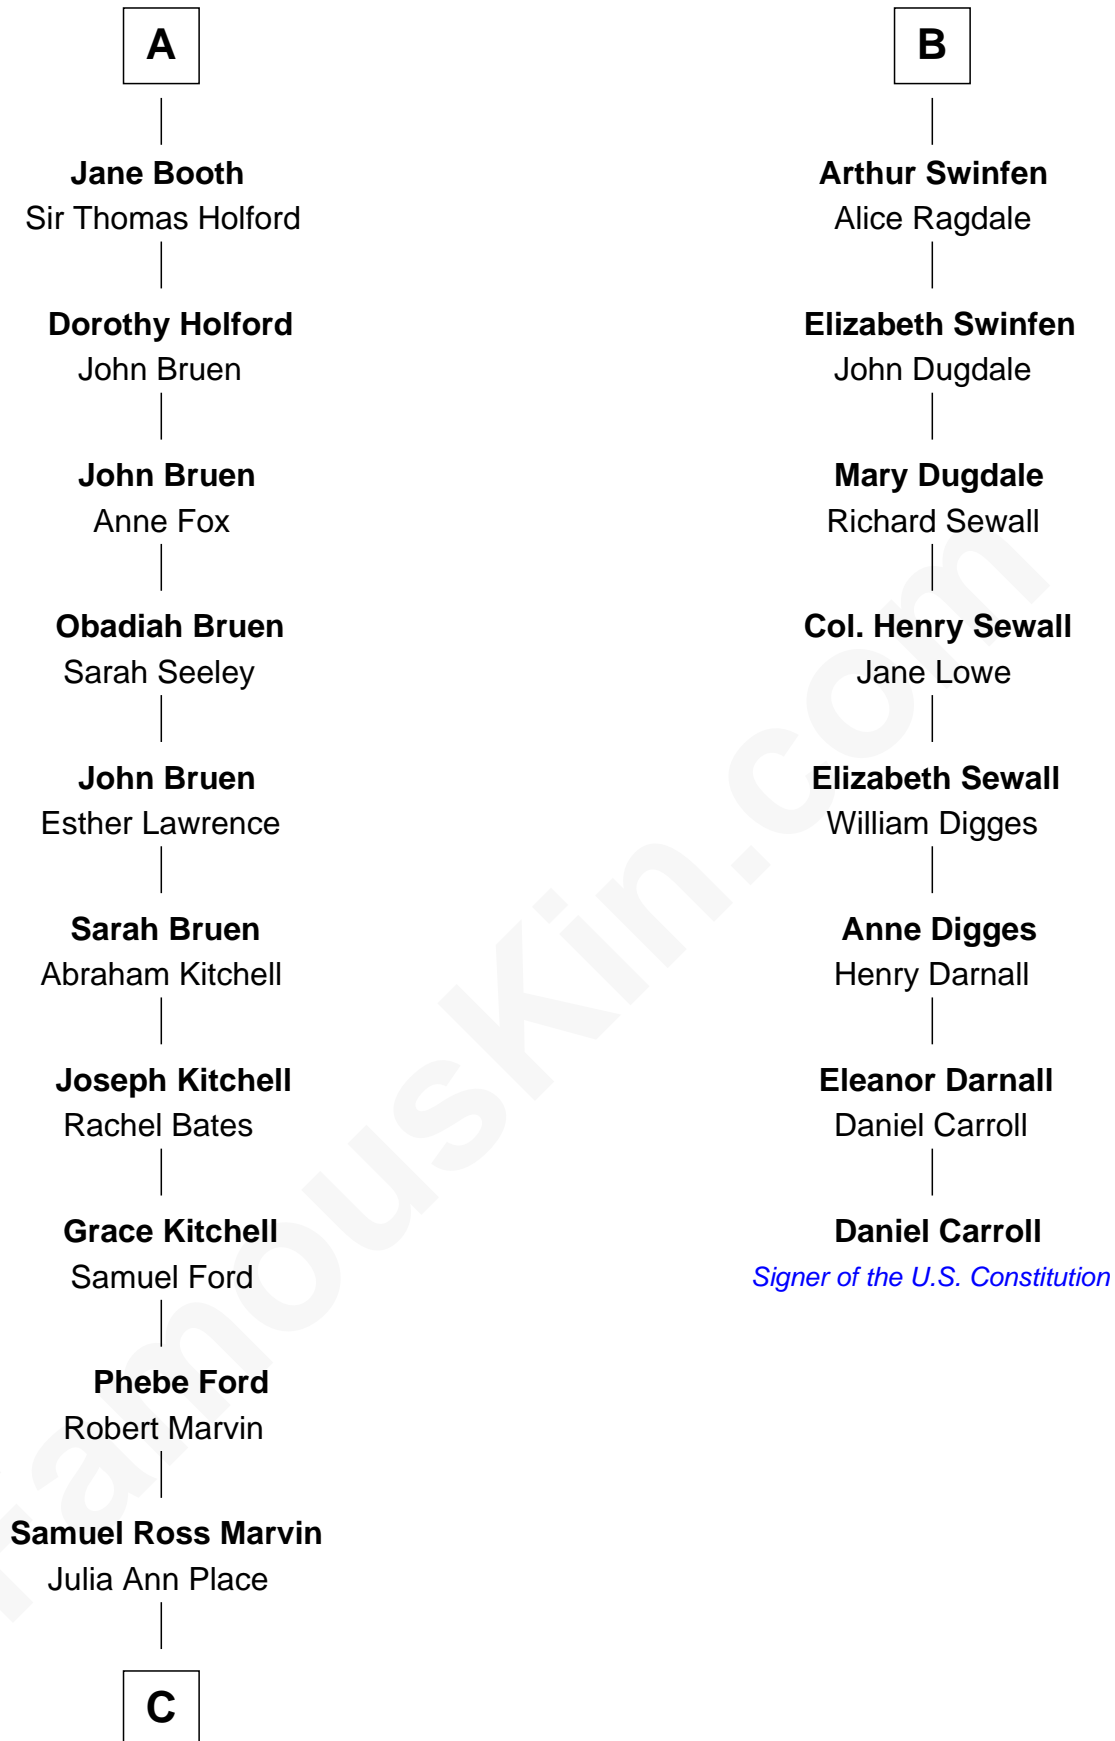 A
Jane Booth
Sir Thomas Holford
Dorothy Holford
John Bruen
John Bruen
Anne Fox
Obadiah Bruen
Sarah Seeley
John Bruen
Esther Lawrence
Sarah Bruen
Abraham Kitchell
Joseph Kitchell
Rachel Bates
Grace Kitchell
Samuel Ford
Phebe Ford
Robert Marvin
Samuel Ross Marvin
Julia Ann Place
C
B
Arthur Swinfen
Alice Ragdale
Elizabeth Swinfen
John Dugdale
Mary Dugdale
Richard Sewall
Col. Henry Sewall
Jane Lowe
Elizabeth Sewall
William Digges
Anne Digges
Henry Darnall
Eleanor Darnall
Daniel Carroll
Daniel Carroll
Signer of the U.S. Constitution
FamousKin.com